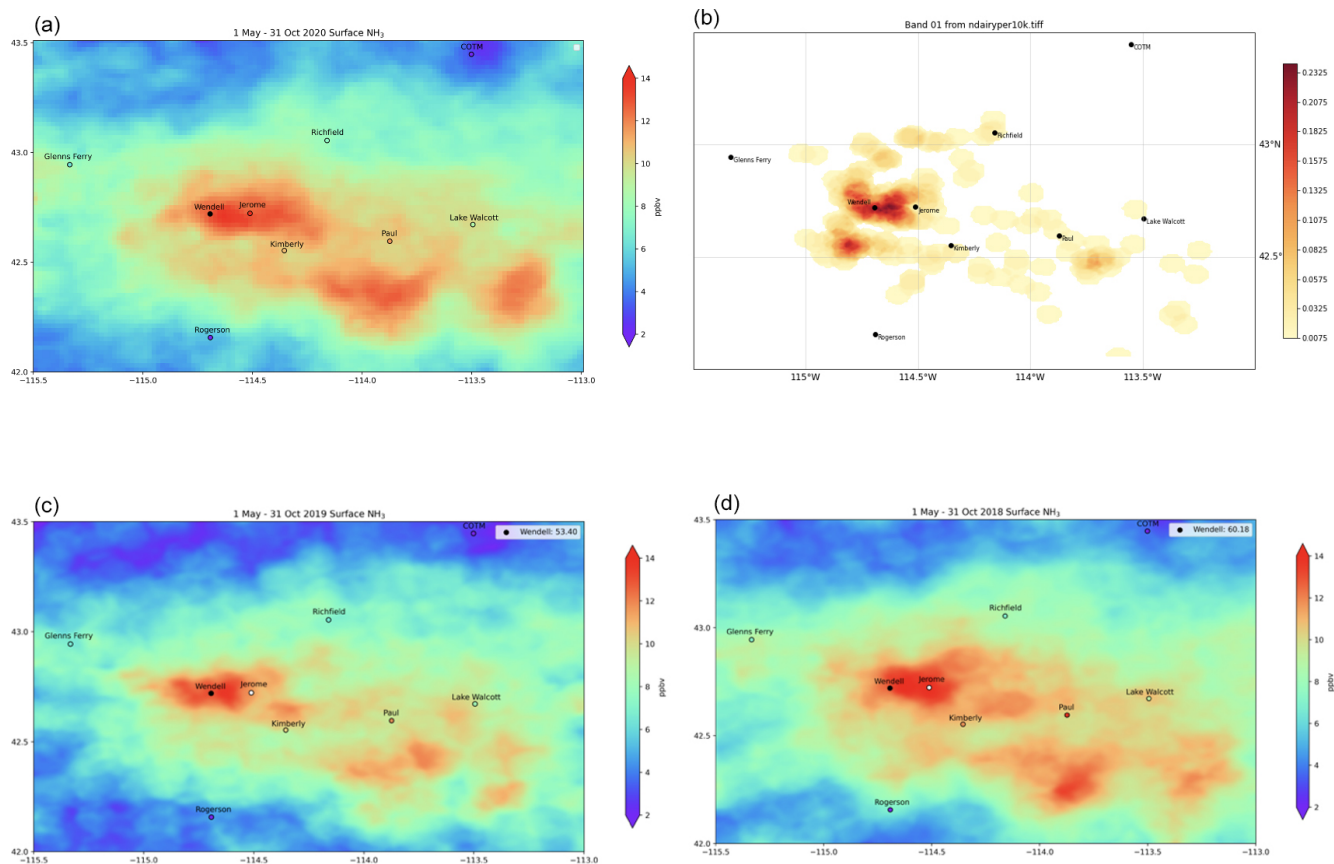 (a)
1 May - 31 Oct 2020 Surface NH3
43.5
43.0
42.5
42.0
COTM
Richfield
Glenns Ferry
Wendell
Jerome
Lake Walcott
Kimberly
Paul
Rogerson
−115.5
−115.0
−114.5
−114.0
−113.5
−113.0
14
12
10
8
6
4
2
ppbv
(b)
Band 01 from ndairyper10k.tiff
COTM
Richfield
Glenns Ferry
Wendell
Jerome
Lake Walcott
Kimberly
Paul
Rogerson
43°N
42.5°
115°W
114.5°W
114°W
113.5°W
0.2325
0.2075
0.1825
0.1575
0.1325
0.1075
0.0825
0.0575
0.0325
0.0075
(c)
1 May - 31 Oct 2019 Surface NH3
43.5
43.0
42.5
42.0
COTM
Wendell: 53.40
Richfield
Glenns Ferry
Wendell
Jerome
Lake Walcott
Kimberly
Paul
Rogerson
−115.5
−115.0
−114.5
−114.0
−113.5
−113.0
14
12
10
8
6
4
2
ppbv
(d)
1 May - 31 Oct 2018 Surface NH3
43.5
43.0
42.5
42.0
COTM
Wendell: 60.18
Richfield
Glenns Ferry
Wendell
Jerome
Lake Walcott
Kimberly
Paul
Rogerson
−115.5
−115.0
−114.5
−114.0
−113.5
−113.0
14
12
10
8
6
4
2
ppbv